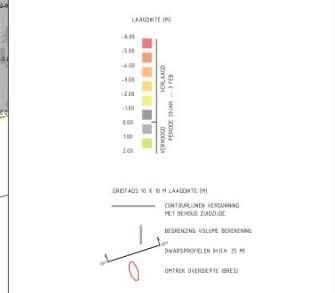 LAAGDIKTE [M]
-6.00
-5.00
-4.00
-3.00
-2.00
-1.00
0.00
1.00
2.00
VERLAAGD
VERHOOGD
PERIODE 20 JAN -- 3 FEB.
GRIDTAGS 10 X 10 M LAAGDIKTE [M]
CONTOURLIJNEN VERGUNNING
MET BEHOUD ZUIDZIJDE
BEGRENZING VOLUME BEREKENING
DWARSPROFIELEN (H.O.H. 25 M)
OMTREK OVERDIEPTE (BRES)